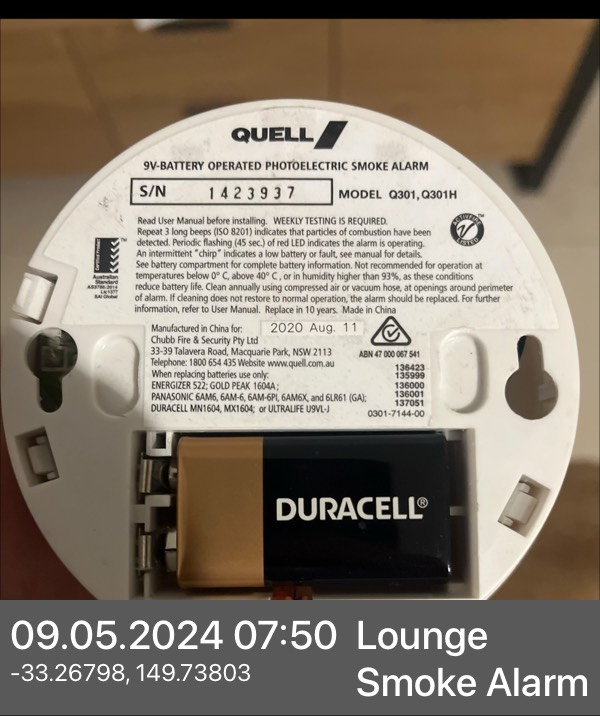 QUELL
9V-BATTERY OPERATED PHOTOELECTRIC SMOKE ALARM
S/N 1423937 MODEL Q301,Q301H
Read User Manual before installing. WEEKLY TESTING IS REQUIRED.
Repeat 3 long beeps (ISO 8201) indicates that particles of combustion have been
detected. Periodic flashing (45 sec.) of red LED indicates the alarm is operating.
An intermittent "chirp" indicates a low battery or fault, see manual for details.
See battery compartment for complete battery information. Not recommended for operation at
temperatures below 0° C, above 40° C, or in humidity higher than 93%, as these conditions
reduce battery life. Clean annually using compressed air or vacuum hose, at openings around perimeter
of alarm. If cleaning does not restore to normal operation, the alarm should be replaced. For further
information, refer to User Manual. Replace in 10 years. Made in China
ACTIVFIRE
LISTED
TM
Australian
Standard
AS3786:2014
SAI Global
Manufactured in China for: 2020 Aug. 11
Chubb Fire & Security Pty Ltd
33-39 Talavera Road, Macquarie Park, NSW 2113
ABN 47 000 067 541
Telephone: 1800 654 435 Website www.quell.com.au
When replacing batteries use only:
ENERGIZER 522; GOLD PEAK 1604A;
PANASONIC 6AM6, 6AM-6, 6AM-6PI, 6AM6X, and 6LR61 (GA);
DURACELL MN1604, MX1604; or ULTRALIFE U9VL-J
136423
135999
136000
136001
137051
0301-7144-00
DURACELL®
09.05.2024 07:50
-33.26798, 149.73803
Lounge
Smoke Alarm